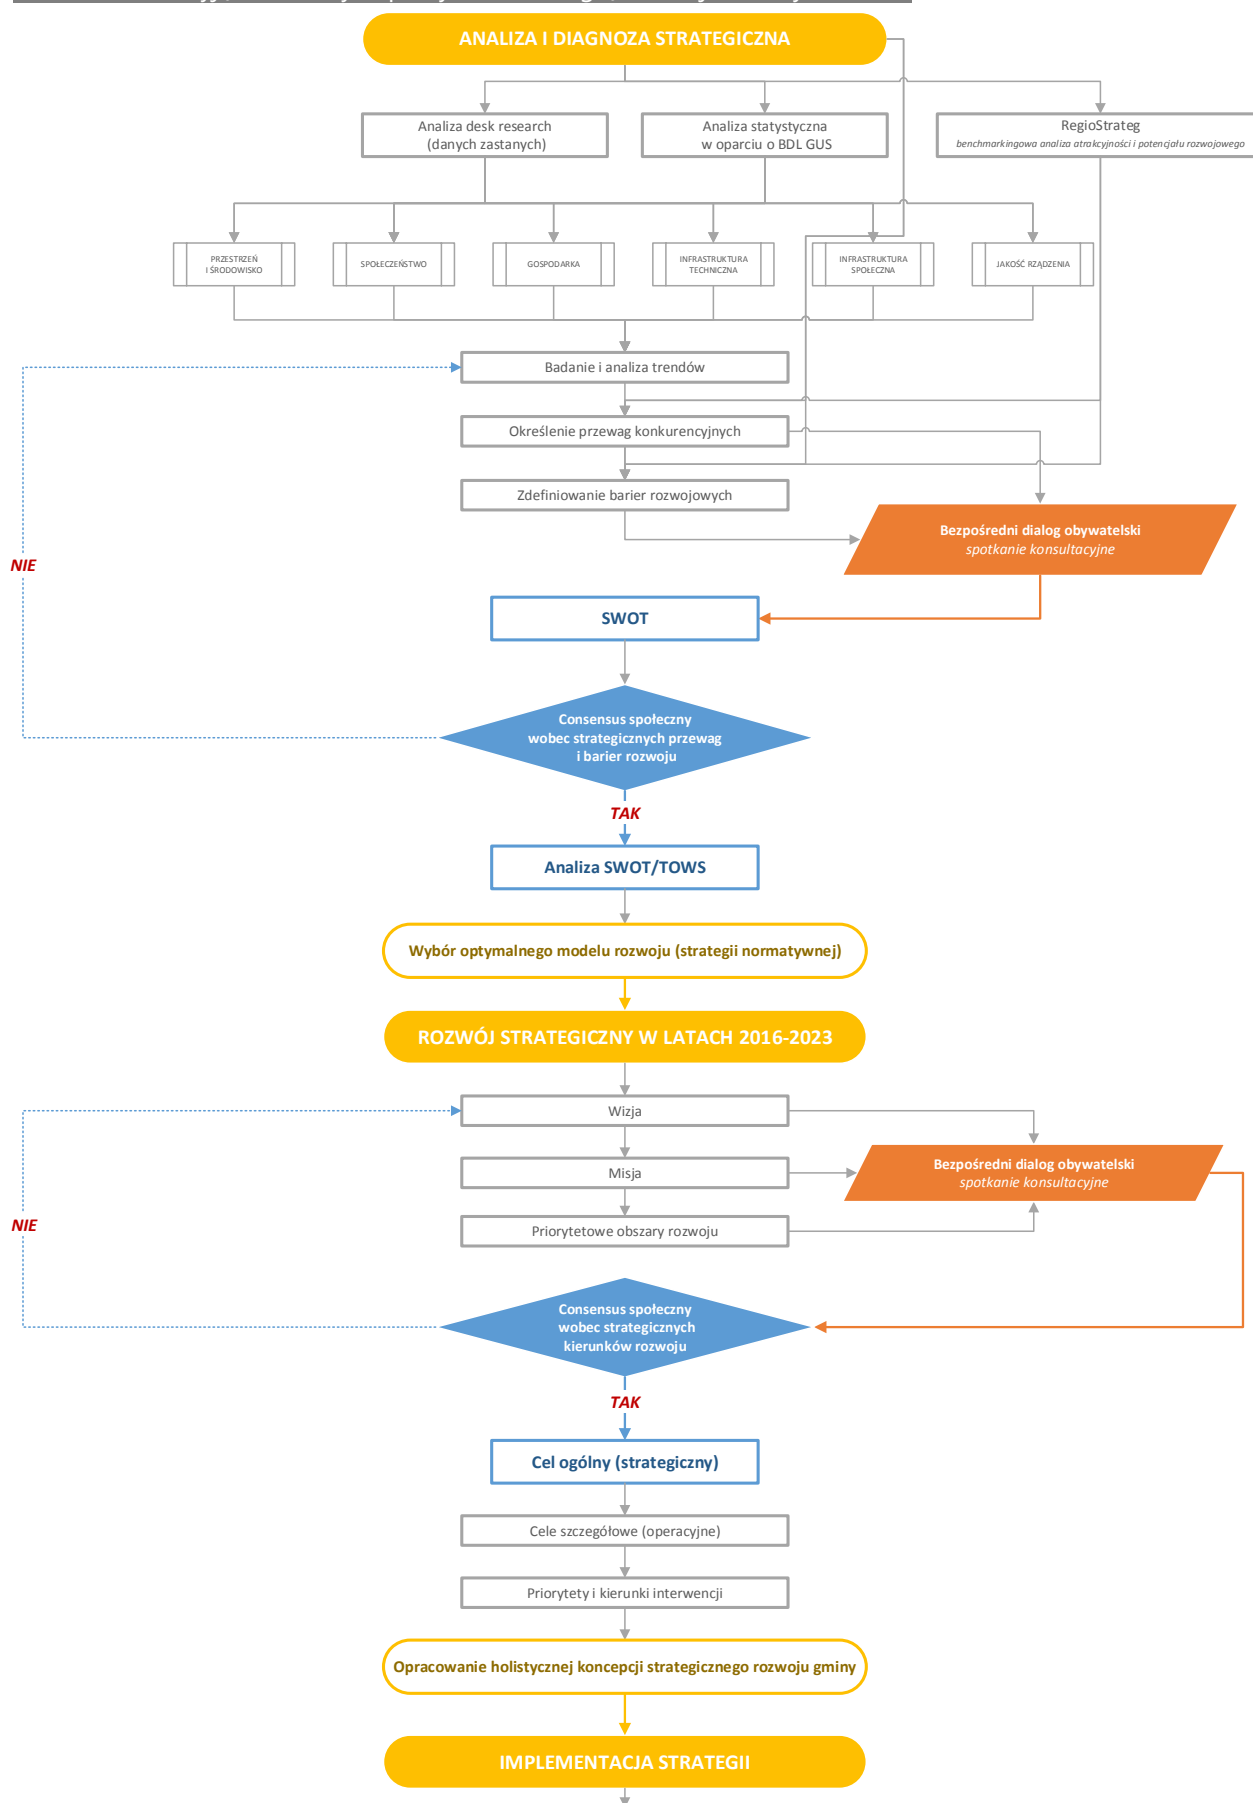 ANALIZA I DIAGNOZA STRATEGICZNA
Analiza desk research
(danych zastanych)
Analiza statystyczna
w oparciu o BDL GUS
RegioStrateg
benchmarkingowa analiza atrakcyjności i potencjału rozwojowego
PRZESTRZEŃ
I ŚRODOWISKO
SPOŁECZEŃSTWO
GOSPODARKA
INFRASTRUKTURA
TECHNICZNA
INFRASTRUKTURA
SPOŁECZNA
JAKOŚĆ RZĄDZENIA
Badanie i analiza trendów
Określenie przewag konkurencyjnych
Zdefiniowanie barier rozwojowych
Bezpośredni dialog obywatelski
spotkanie konsultacyjne
NIE
SWOT
Consensus społeczny
wobec strategicznych przewag
i barier rozwoju
TAK
Analiza SWOT/TOWS
Wybór optymalnego modelu rozwoju (strategii normatywnej)
ROZWÓJ STRATEGICZNY W LATACH 2016-2023
Wizja
Misja
Bezpośredni dialog obywatelski
spotkanie konsultacyjne
NIE
Priorytetowe obszary rozwoju
Consensus społeczny
wobec strategicznych
kierunków rozwoju
TAK
Cel ogólny (strategiczny)
Cele szczegółowe (operacyjne)
Priorytety i kierunki interwencji
Opracowanie holistycznej koncepcji strategicznego rozwoju gminy
IMPLEMENTACJA STRATEGII